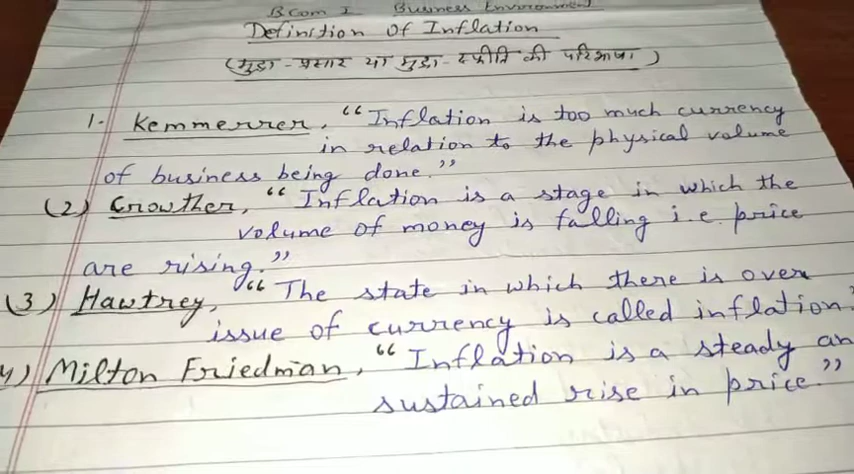 BCom I Business Environment
Definition Of Inflation
(मुद्रा-प्रसार या मुद्रा-स्फीति की परिभाषा)
1. Kemmerrer, “Inflation is too much currency
in relation to the physical volume
of business being done.”
(2) Crowther, “Inflation is a stage in which the
volume of money is falling i.e. price
are rising.”
(3) Hawtrey, “The state in which there is over
issue of currency is called inflation”
4) Milton Friedman, “Inflation is a steady an
sustained rise in price.”